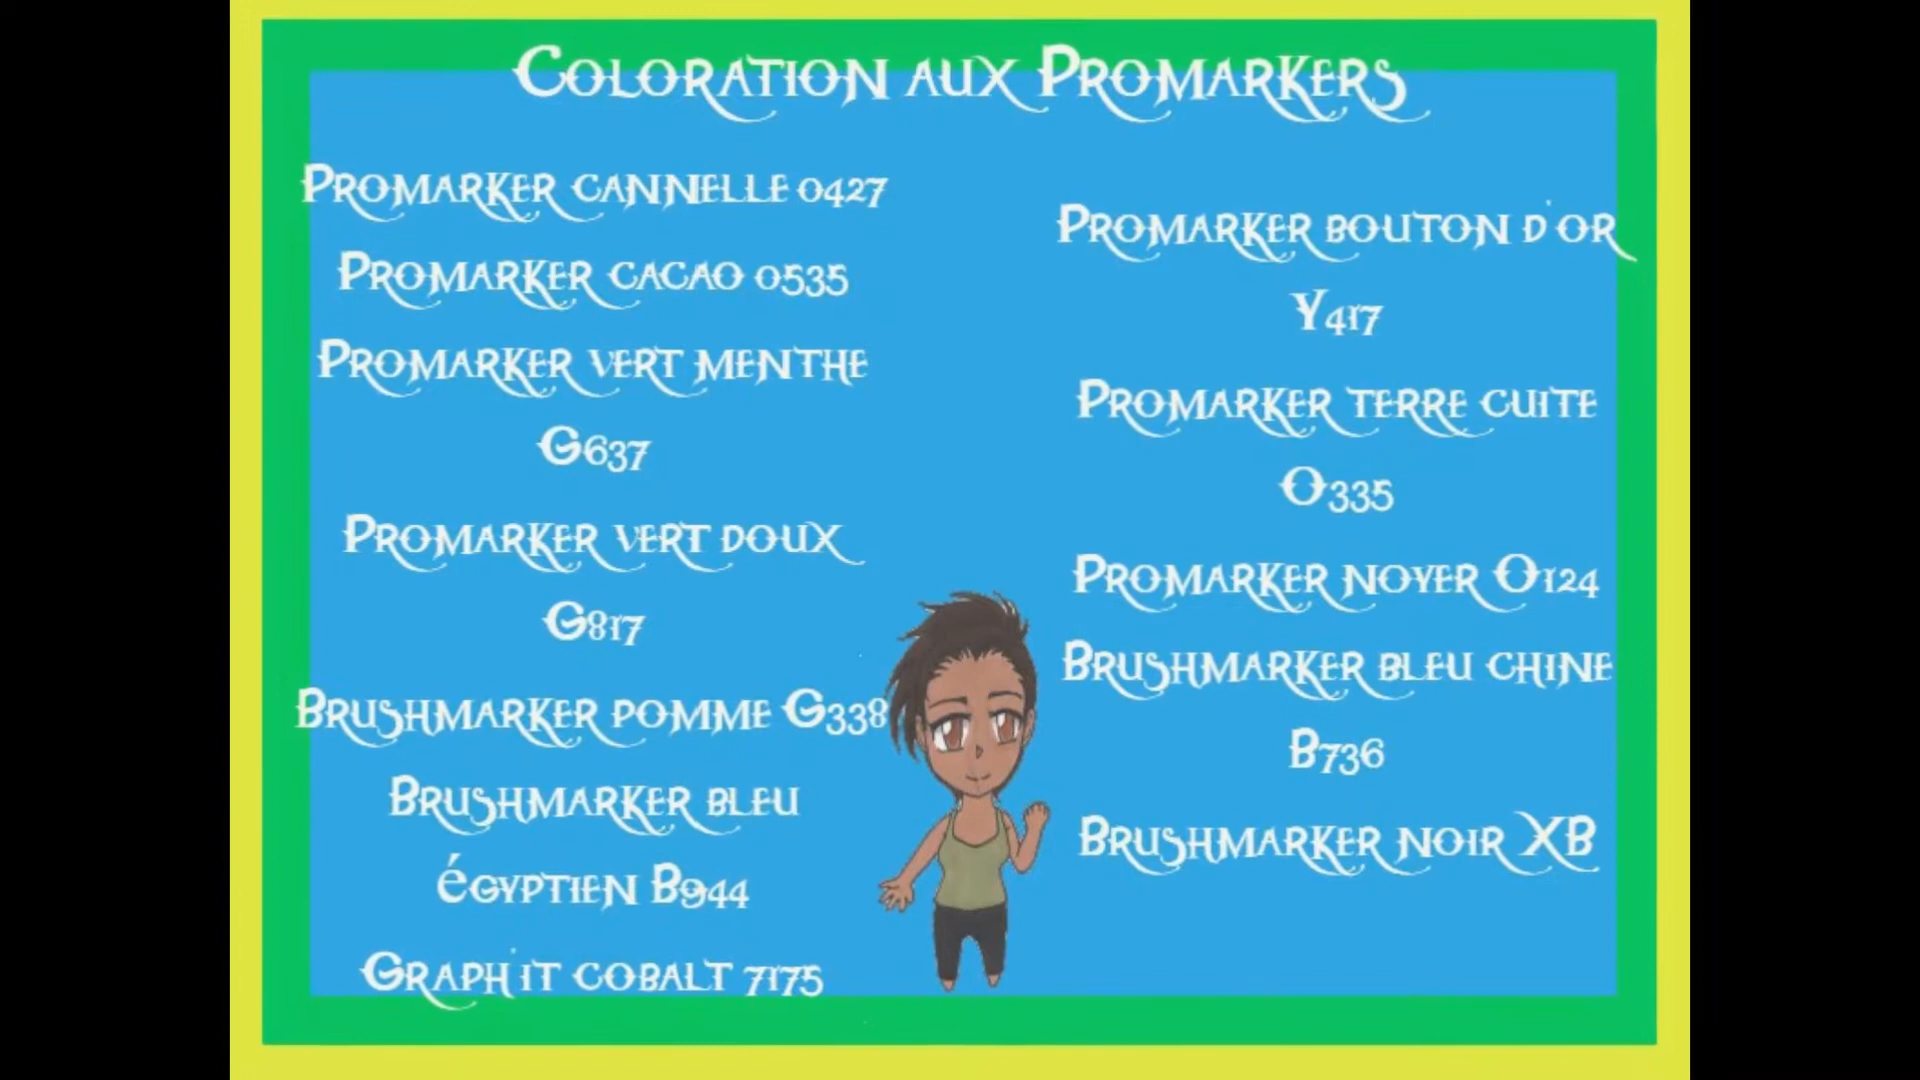 Coloration aux Promarkers
Promarker cannelle 0427
Promarker cacao 0535
Promarker vert menthe
G637
Promarker vert doux
G817
Brushmarker pomme G338
Brushmarker bleu
égyptien B944
Graph'it cobalt 7175
Promarker bouton d'or
Y417
Promarker terre cuite
O335
Promarker noyer O124
Brushmarker bleu chine
B736
Brushmarker noir XB